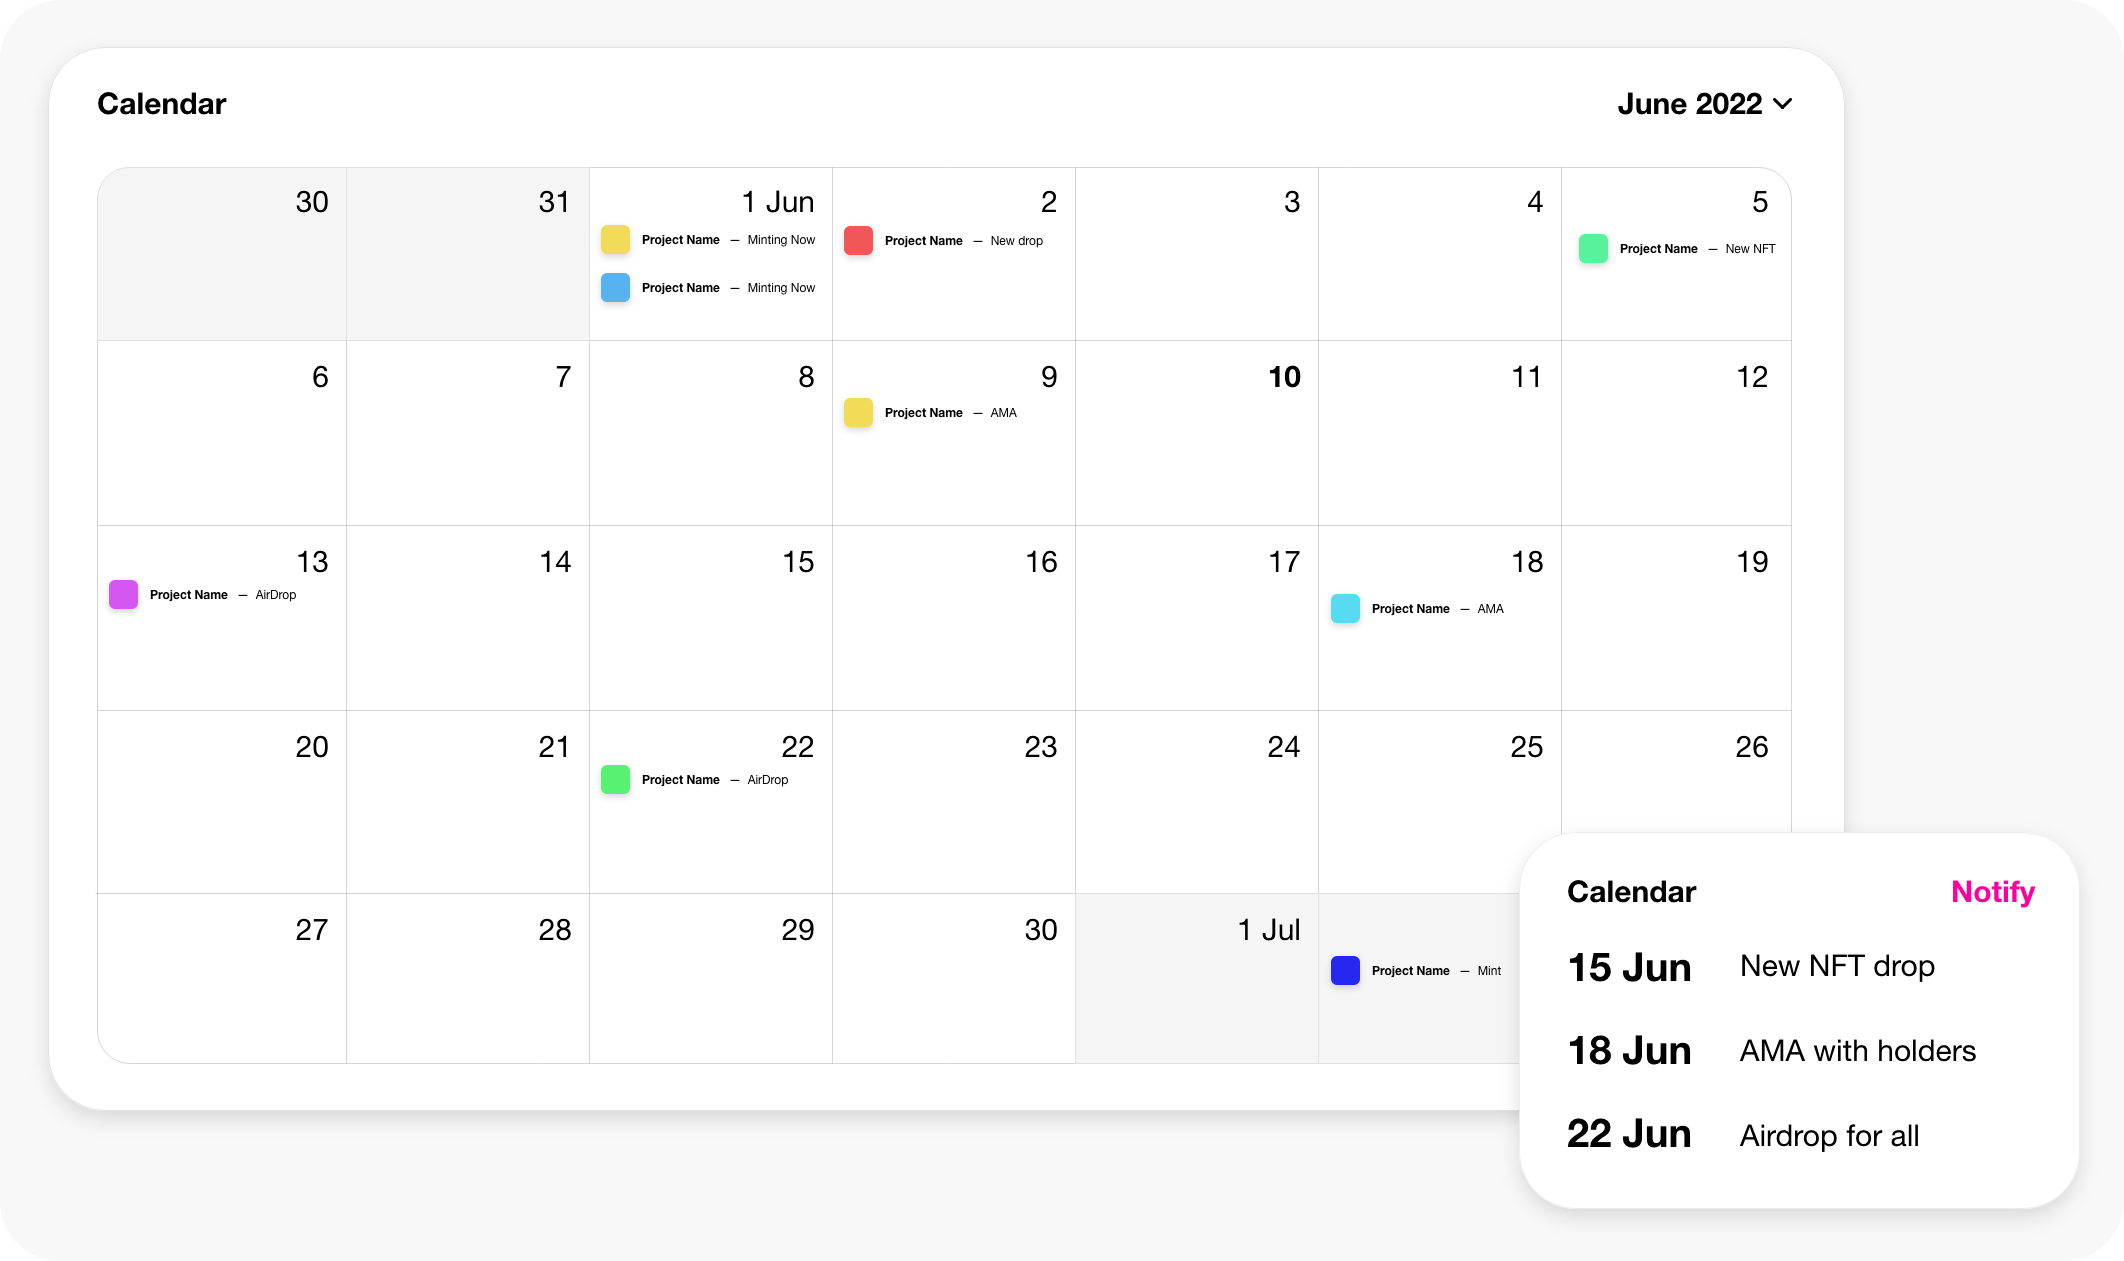 Calendar
June 2022
30
31
1 Jun
2
3
4
5
Project Name — Minting Now
Project Name — New drop
Project Name — New NFT
Project Name — Minting Now
6
7
8
9
10
11
12
Project Name — AMA
13
14
15
16
17
18
19
Project Name — AirDrop
Project Name — AMA
20
21
22
23
24
25
26
Project Name — AirDrop
27
28
29
30
1 Jul
Project Name — Mint
Calendar
Notify
15 Jun New NFT drop
18 Jun AMA with holders
22 Jun Airdrop for all